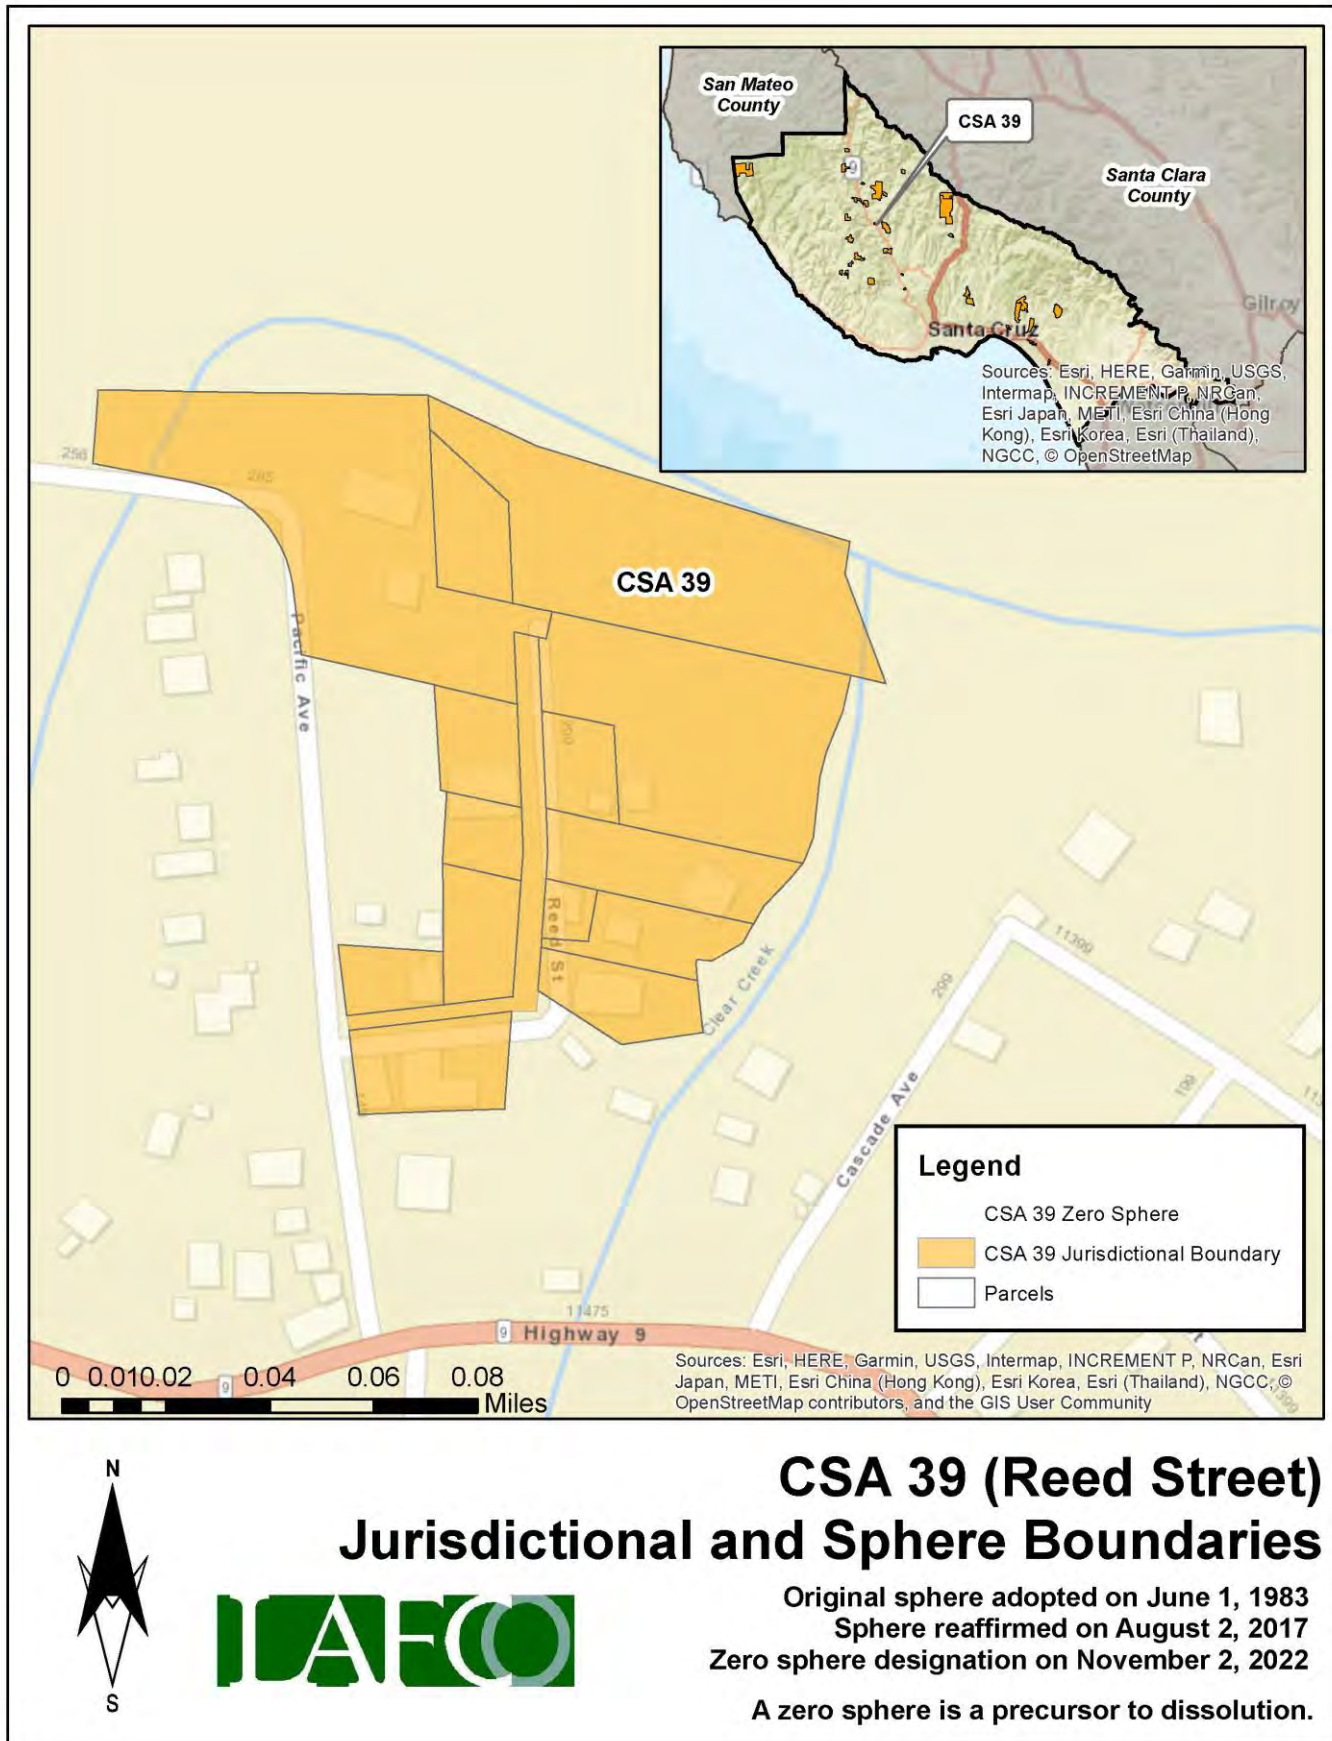 San Mateo
County
CSA 39
9
Santa Clara
County
Gilroy
Santa Cruz
Sources: Esri, HERE, Garmin, USGS,
Intermap, INCREMENT P, NRCan,
Esri Japan, METI, Esri China (Hong
Kong), Esri Korea, Esri (Thailand),
NGCC, © OpenStreetMap
256
285
CSA 39
Pacific Ave
Reed St
Clear Creek
11399
299
199
Cascade Ave
Legend
CSA 39 Zero Sphere
CSA 39 Jurisdictional Boundary
Parcels
11475
9 Highway 9
9
0 0.010.02 0.04 0.06 0.08
Miles
Sources: Esri, HERE, Garmin, USGS, Intermap, INCREMENT P, NRCan, Esri
Japan, METI, Esri China (Hong Kong), Esri Korea, Esri (Thailand), NGCC, ©
OpenStreetMap contributors, and the GIS User Community
CSA 39 (Reed Street)
Jurisdictional and Sphere Boundaries
N
S
LAFCO
Original sphere adopted on June 1, 1983
Sphere reaffirmed on August 2, 2017
Zero sphere designation on November 2, 2022
A zero sphere is a precursor to dissolution.